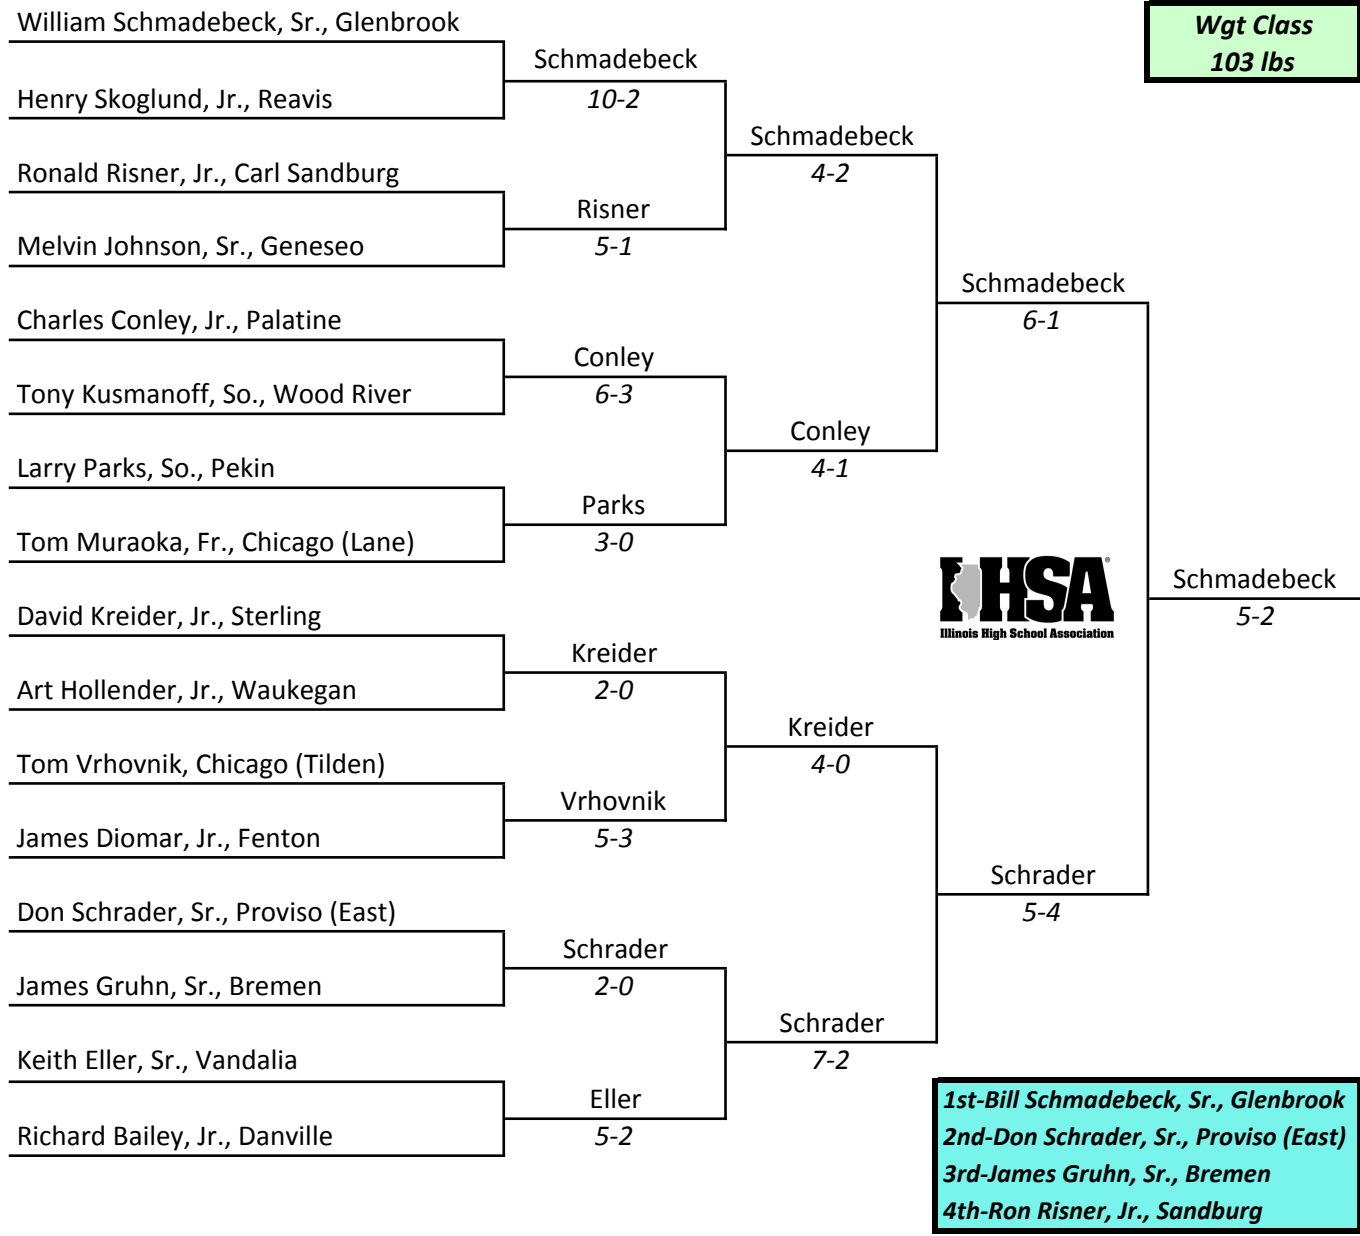 William Schmadebeck, Sr., Glenbrook
Wgt Class
103 lbs
Schmadebeck
10-2
Henry Skoglund, Jr., Reavis
Schmadebeck
4-2
Ronald Risner, Jr., Carl Sandburg
Risner
5-1
Melvin Johnson, Sr., Geneseo
Schmadebeck
6-1
Charles Conley, Jr., Palatine
Conley
6-3
Tony Kusmanoff, So., Wood River
Conley
4-1
Larry Parks, So., Pekin
Parks
3-0
Tom Muraoka, Fr., Chicago (Lane)
IHSA®
Illinois High School Association
Schmadebeck
5-2
David Kreider, Jr., Sterling
Kreider
2-0
Art Hollender, Jr., Waukegan
Kreider
4-0
Tom Vrhovnik, Chicago (Tilden)
Vrhovnik
5-3
James Diomar, Jr., Fenton
Schrader
5-4
Don Schrader, Sr., Proviso (East)
Schrader
2-0
James Gruhn, Sr., Bremen
Schrader
7-2
Keith Eller, Sr., Vandalia
Eller
5-2
Richard Bailey, Jr., Danville
1st-Bill Schmadebeck, Sr., Glenbrook
2nd-Don Schrader, Sr., Proviso (East)
3rd-James Gruhn, Sr., Bremen
4th-Ron Risner, Jr., Sandburg